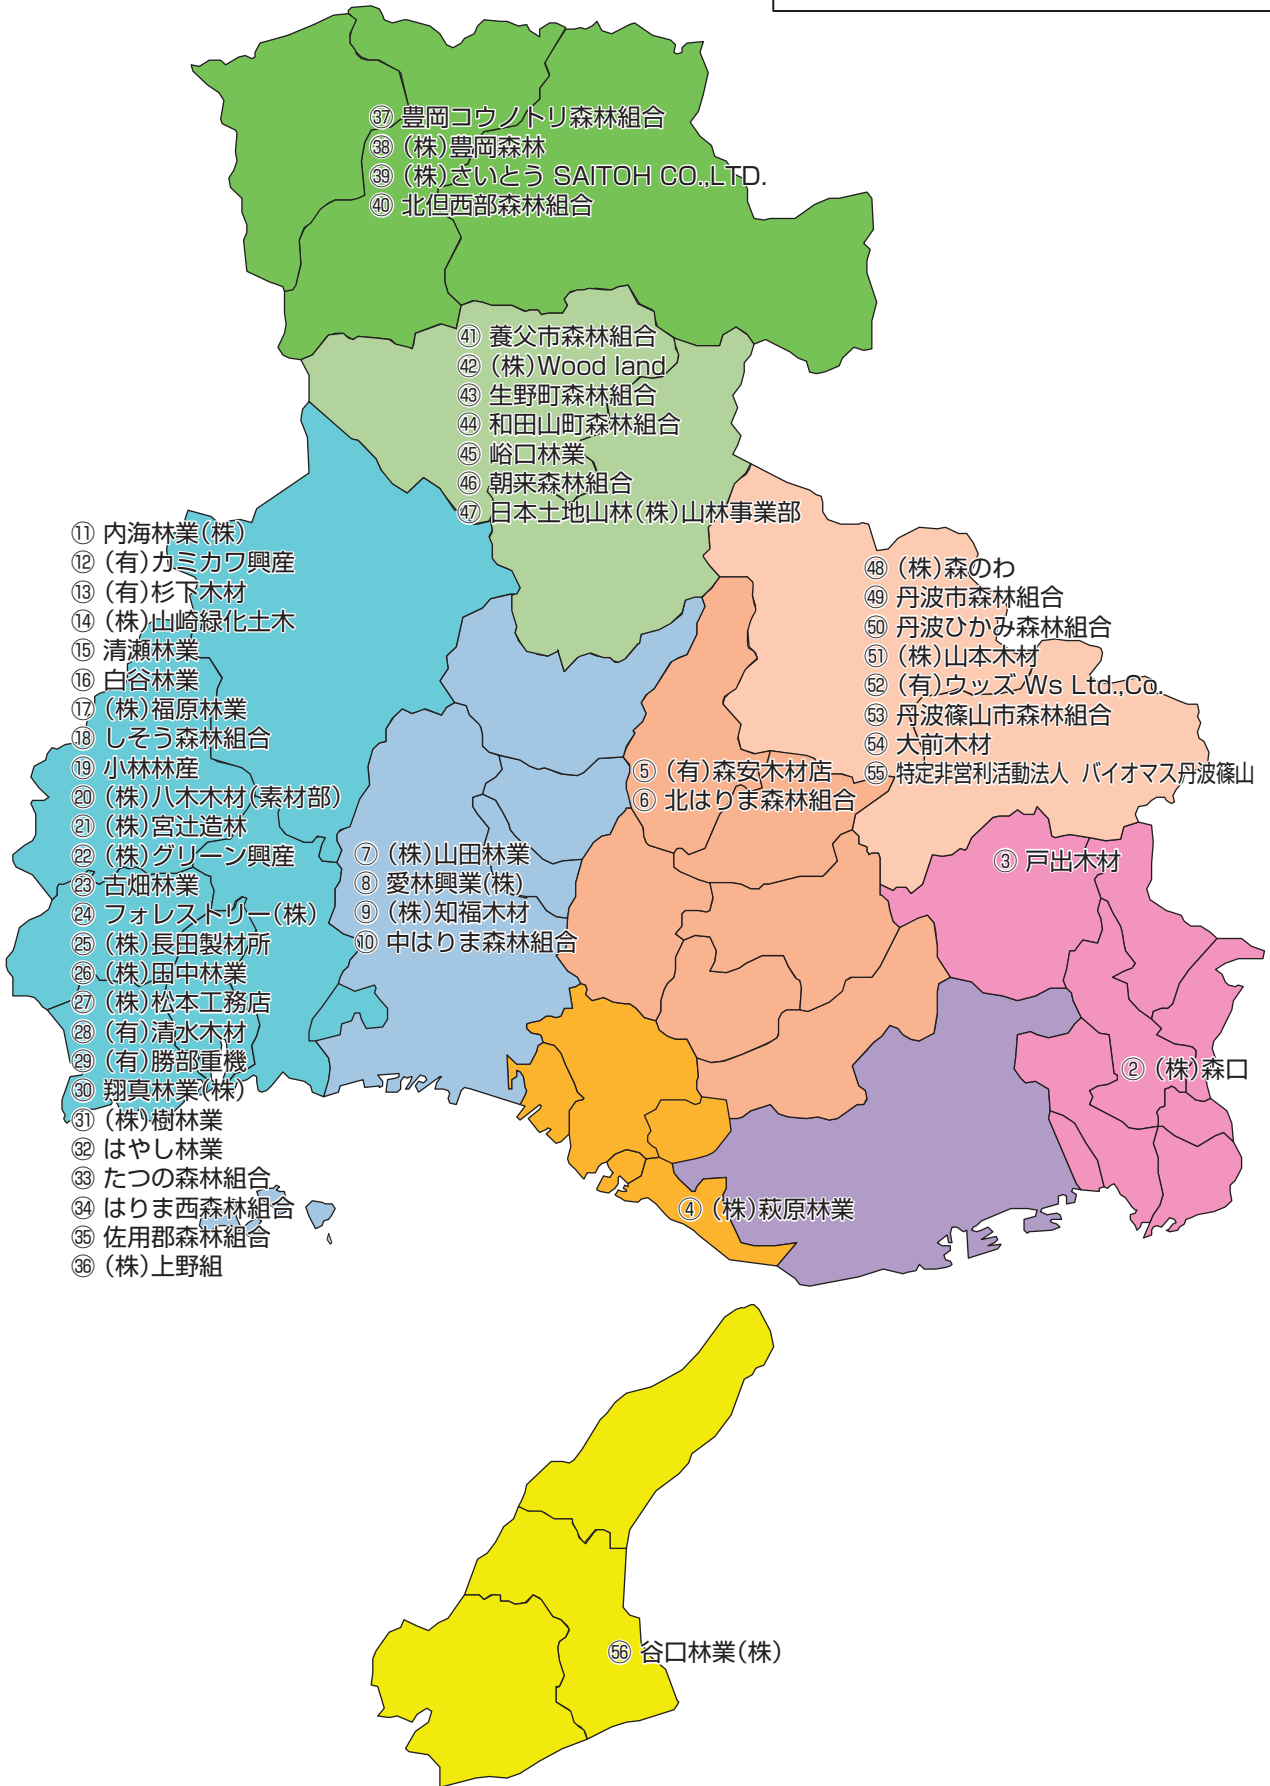 ㊲ 豊岡コウノトリ森林組合
㊳ (株)豊岡森林
㊴ (株)さいとう SAITOH CO.,LTD.
㊵ 北但西部森林組合
㊶ 養父市森林組合
㊷ (株)Wood land
㊸ 生野町森林組合
㊹ 和田山町森林組合
㊺ 峪口林業
㊻ 朝来森林組合
㊼ 日本土地山林(株)山林事業部
⑪ 内海林業(株)
⑫ (有)カミカワ興産
⑬ (有)杉下木材
⑭ (株)山崎緑化土木
⑮ 清瀬林業
⑯ 白谷林業
⑰ (株)福原林業
⑱ しそう森林組合
⑲ 小林林産
⑳ (株)八木木材(素材部)
㉑ (株)宮辻造林
㉒ (株)グリーン興産
㉓ 古畑林業
㉔ フォレストリー(株)
㉕ (株)長田製材所
㉖ (株)田中林業
㉗ (株)松本工務店
㉘ (有)清水木材
㉙ (有)勝部重機
㉚ 翔真林業(株)
㉛ (株)樹林業
㉜ はやし林業
㉝ たつの森林組合
㉞ はりま西森林組合
㉟ 佐用郡森林組合
㊱ (株)上野組
㊽ (株)森のわ
㊾ 丹波市森林組合
㊿ 丹波ひかみ森林組合
51 (株)山本木材
52 (有)ウッズ Ws Ltd.,Co.
53 丹波篠山市森林組合
54 大前木材
55 特定非営利活動法人 バイオマス丹波篠山
⑤ (有)森安木材店
⑥ 北はりま森林組合
⑦ (株)山田林業
⑧ 愛林興業(株)
⑨ (株)知福木材
⑩ 中はりま森林組合
③ 戸出木材
② (株)森口
④ (株)萩原林業
56 谷口林業(株)